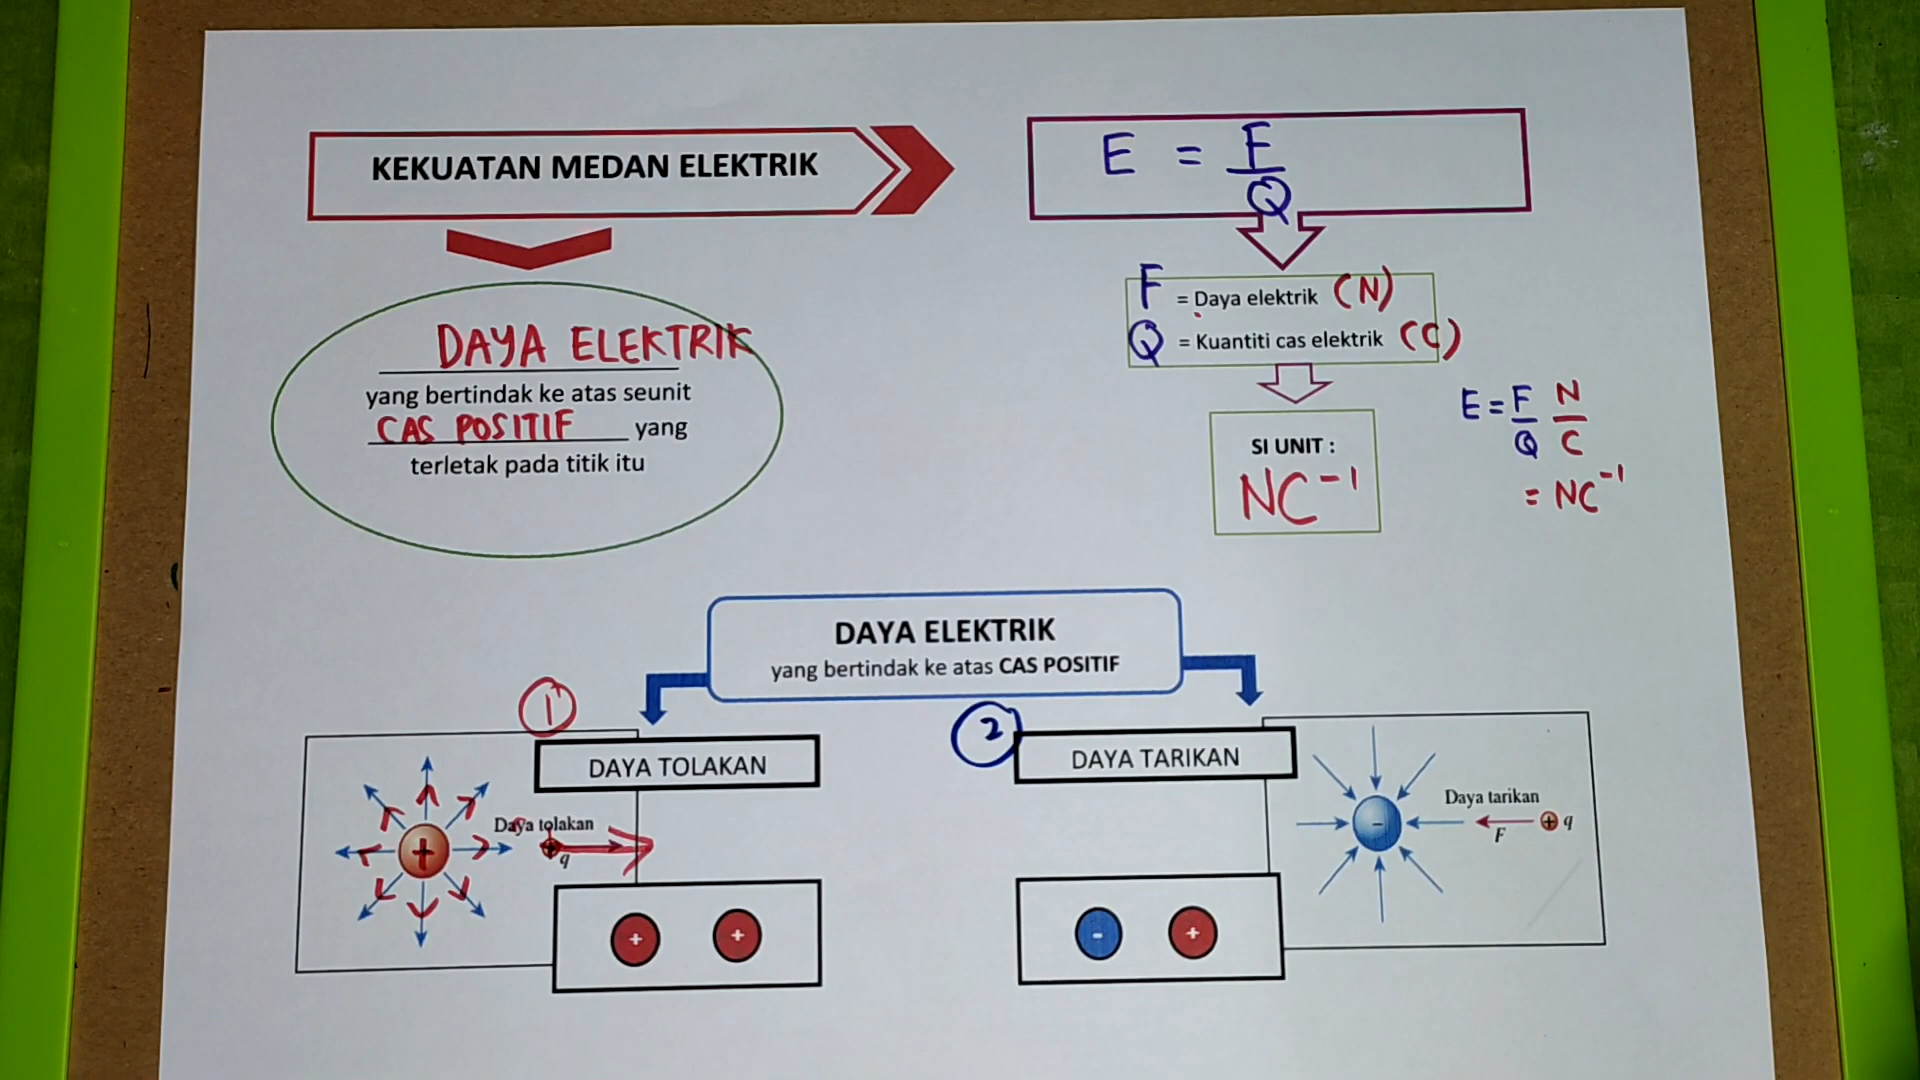 KEKUATAN MEDAN ELEKTRIK
E = F
Q
DAYA ELEKTRIK
yang bertindak ke atas seunit
CAS POSITIF yang
terletak pada titik itu
F = Daya elektrik (N)
Q = Kuantiti cas elektrik (C)
SI UNIT :
NC⁻¹
E = F N
Q C
= NC⁻¹
DAYA ELEKTRIK
yang bertindak ke atas CAS POSITIF
1
DAYA TOLAKAN
+
Daya tolakan
q
+ +
2
DAYA TARIKAN
-
Daya tarikan
F + q
- +